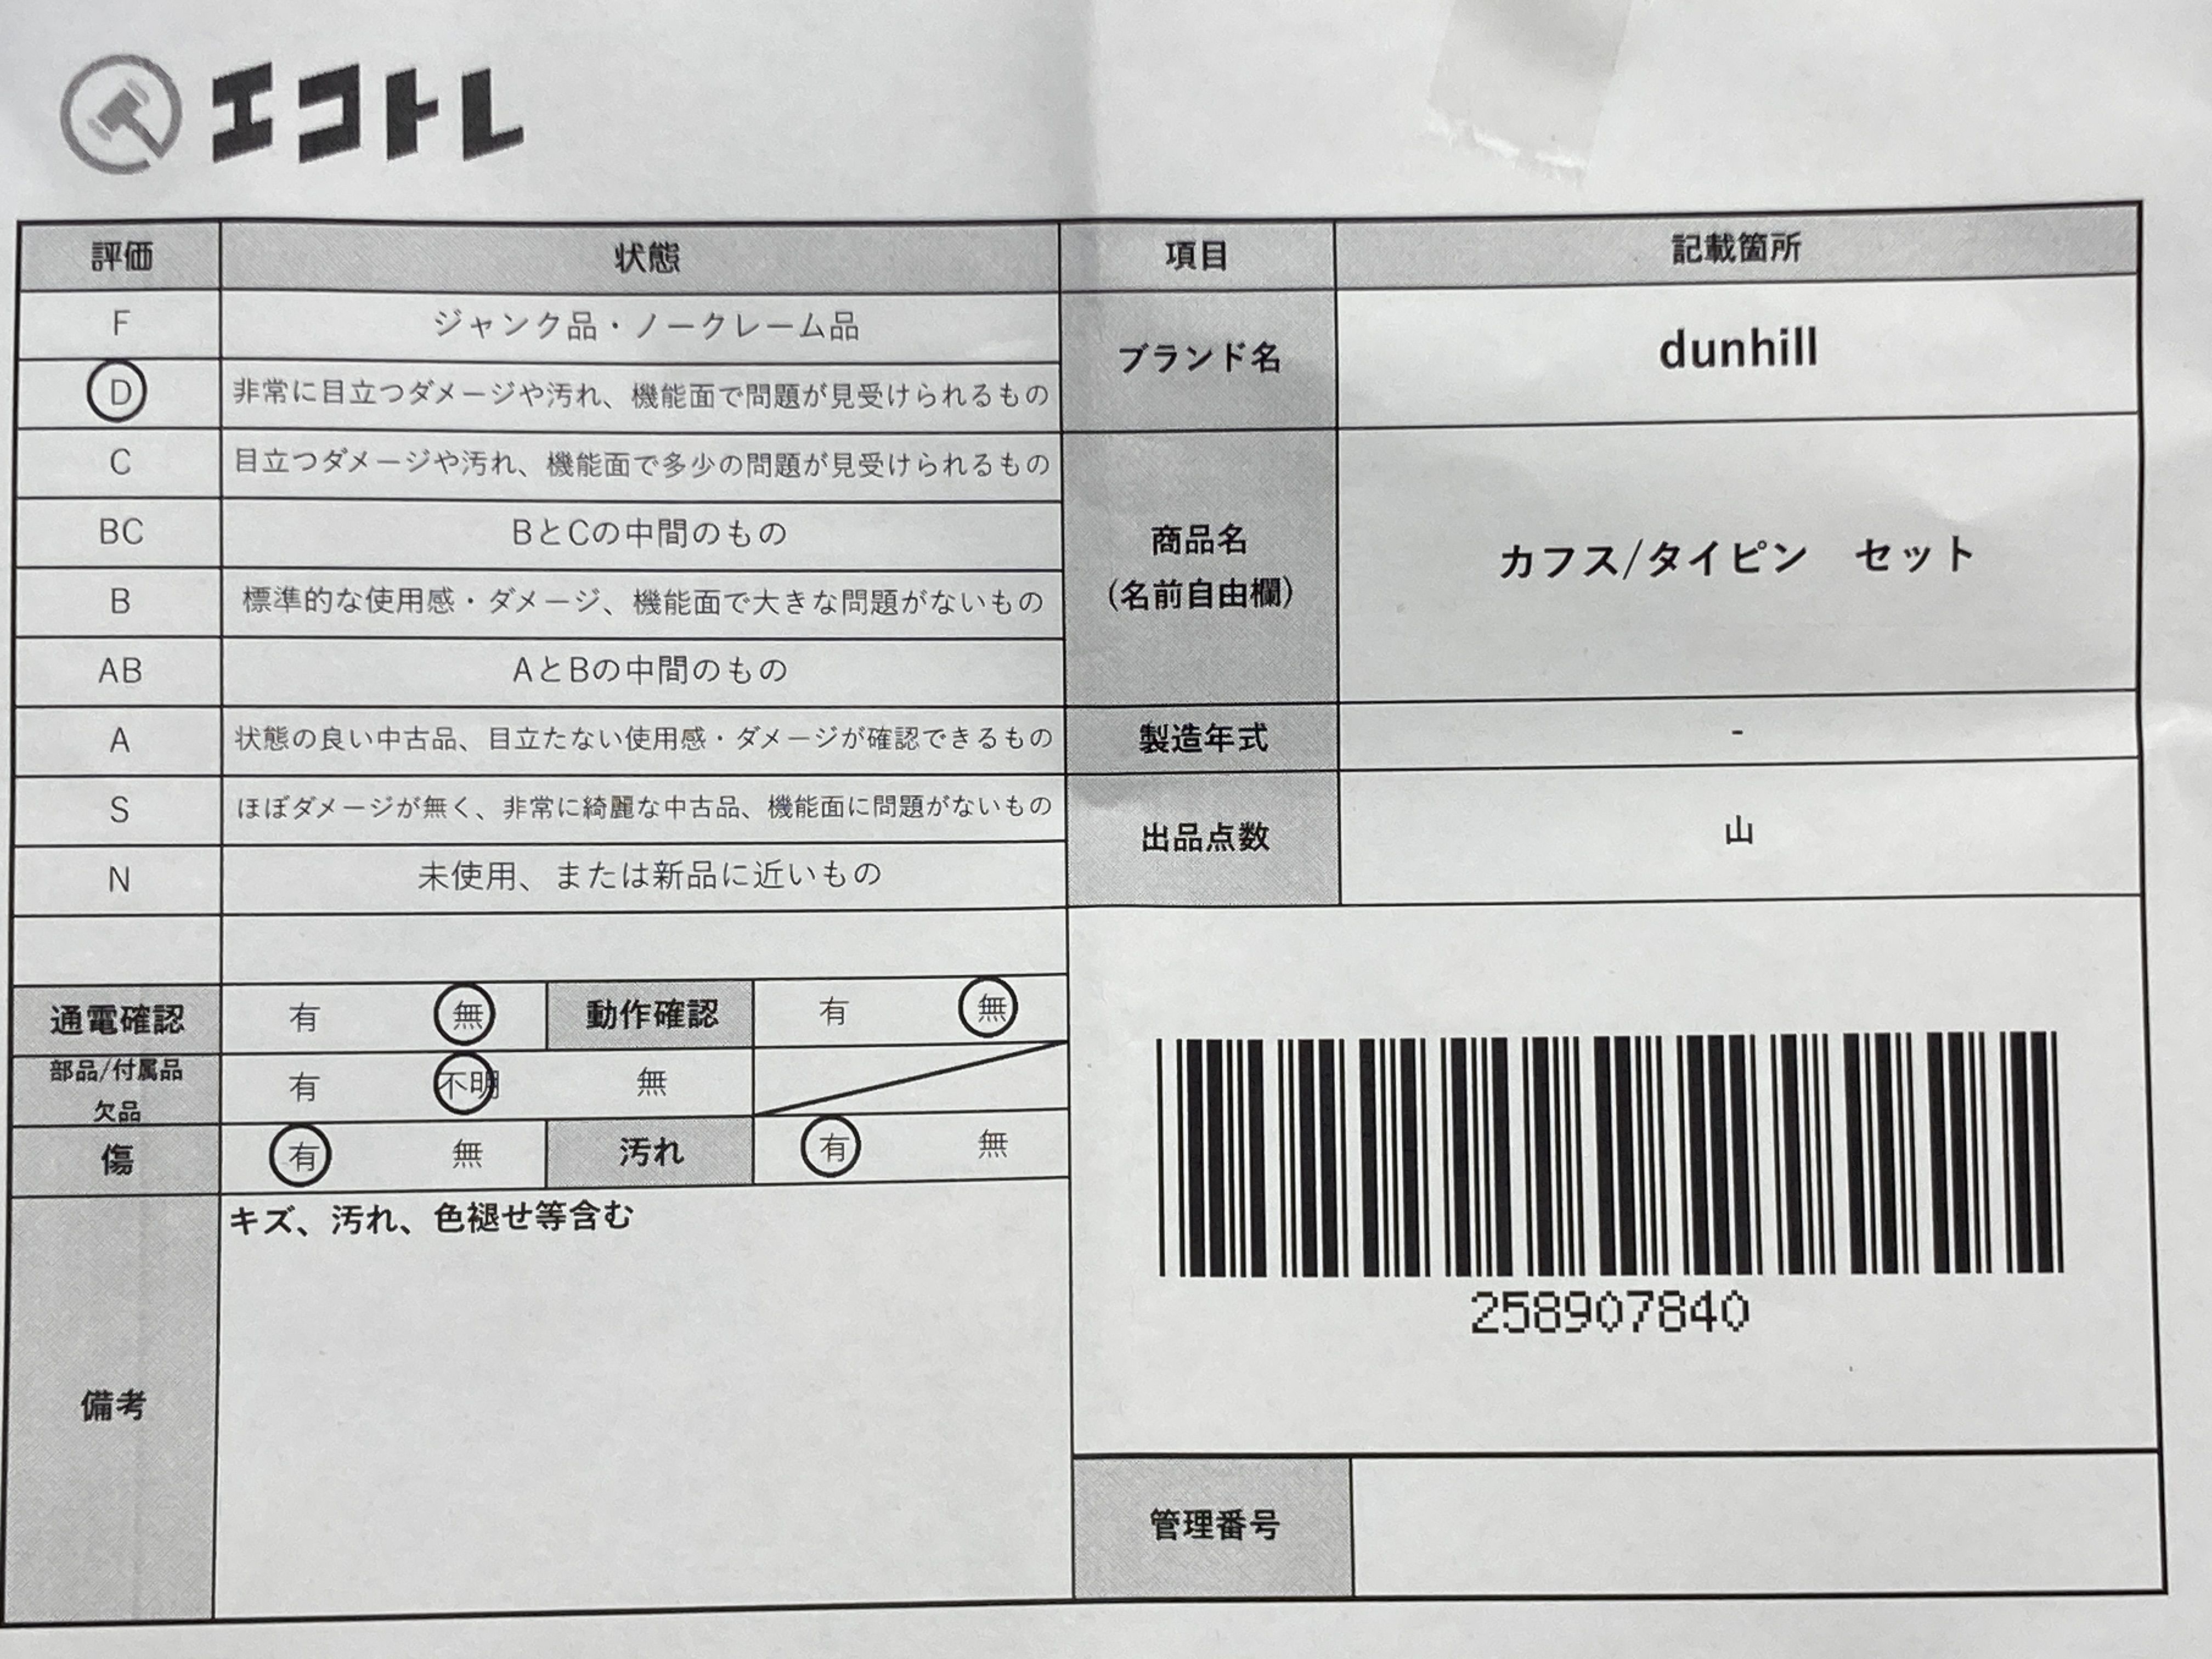 エコトレ
評価 状態 項目 記載箇所
F ジャンク品・ノークレーム品
D 非常に目立つダメージや汚れ、機能面で問題が見受けられるもの
ブランド名 dunhill
C 目立つダメージや汚れ、機能面で多少の問題が見受けられるもの
BC BとCの中間のもの
B 標準的な使用感・ダメージ、機能面で大きな問題がないもの
AB AとBの中間のもの
商品名
(名前自由欄)
カフス/タイピン　セット
A 状態の良い中古品、目立たない使用感・ダメージが確認できるもの
製造年式 -
S ほぼダメージが無く、非常に綺麗な中古品、機能面に問題がないもの
N 未使用、または新品に近いもの
出品点数 山
通電確認 有 無 動作確認 有 無
部品/付属品
欠品
有 不明 無
傷 有 無 汚れ 有 無
備考
キズ、汚れ、色褪せ等含む
258907840
管理番号